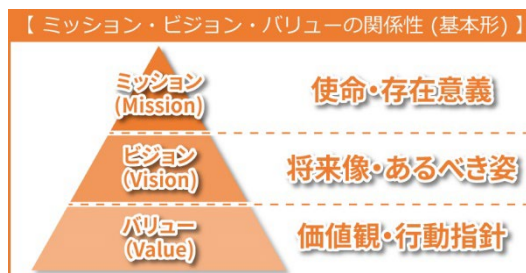 【 ミッション・ビジョン・バリューの関係性 (基本形) 】
ミッション
(Mission)
使命・存在意義
ビジョン
(Vision)
将来像・あるべき姿
バリュー
(Value)
価値観・行動指針